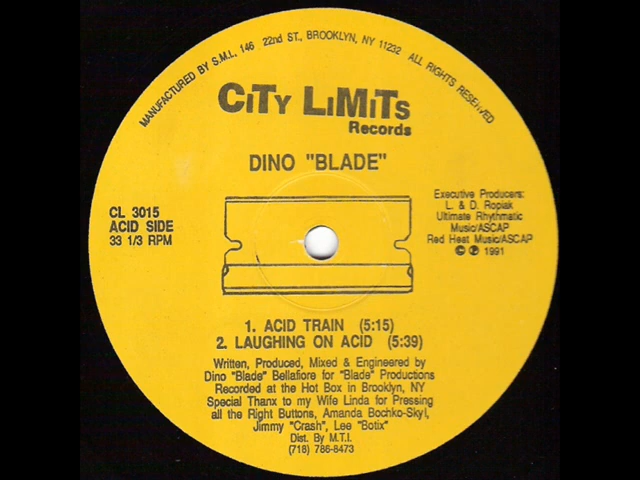 MANUFACTURED BY S.M.I., 146 22nd ST., BROOKLYN, NY 11232 ALL RIGHTS RESERVED
CiTy LiMiTs
Records
DINO "BLADE"
CL 3015
ACID SIDE
33 1/3 RPM
Executive Producers:
L. & D. Ropiak
Ultimate Rhythmatic
Music/ASCAP
Red Heat Music/ASCAP
© ℗ 1991
1. ACID TRAIN (5:15)
2. LAUGHING ON ACID (5:39)
Written, Produced, Mixed & Engineered by
Dino "Blade" Bellafiore for "Blade" Productions
Recorded at the Hot Box in Brooklyn, NY
Special Thanx to my Wife Linda for Pressing
all the Right Buttons, Amanda Bochko-Skyl,
Jimmy "Crash", Lee "Botix"
Dist. By M.T.I.
(718) 786-8473